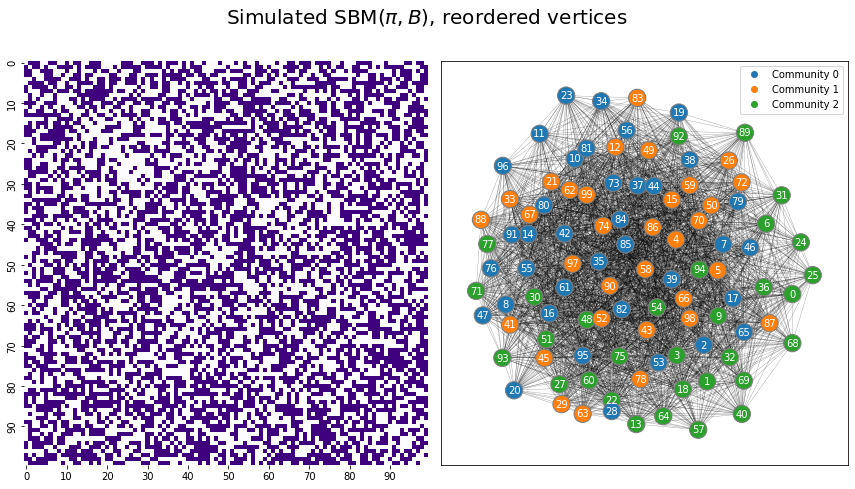 Simulated SBM(π, B), reordered vertices
0
10
20
30
40
50
60
70
80
90
0 10 20 30 40 50 60 70 80 90
Community 0
Community 1
Community 2
23 34 83 19
11 56 92 89
96 10 81 12 49 38 26
33 21 62 99 73 37 44 59 72 31
88 67 80 74 84 86 15 50 70 79 6
77 91 14 42 85 4 7 46 24
71 76 55 97 35 58 39 94 5 36 25 0
47 8 30 61 90 82 54 66 17
41 16 48 52 43 98 9 65 87 68
93 51 45 95 75 53 3 2 32
20 27 60 78 18 1 69
29 63 22 28 13 64 57 40